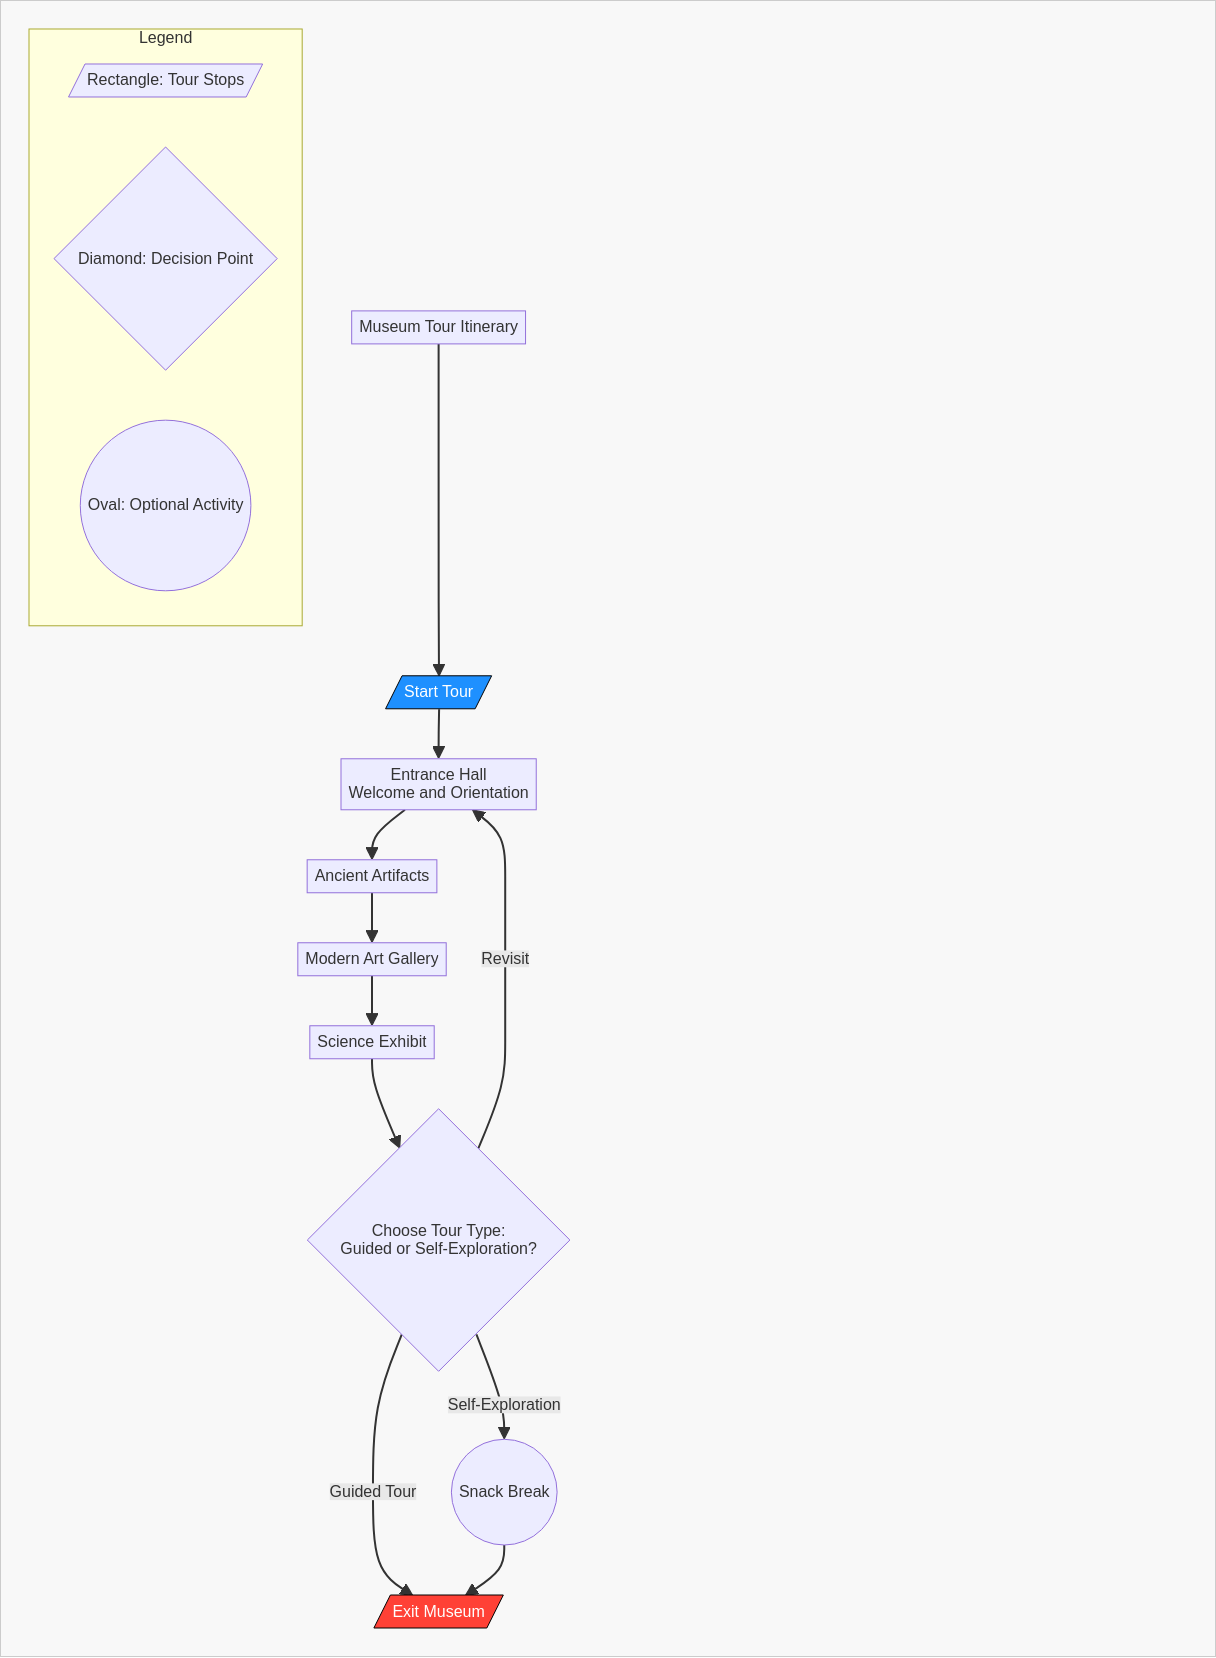 Legend
Rectangle: Tour Stops
Diamond: Decision Point
Oval: Optional Activity
Museum Tour Itinerary
Start Tour
Entrance Hall
Welcome and Orientation
Ancient Artifacts
Modern Art Gallery
Revisit
Science Exhibit
Choose Tour Type:
Guided or Self-Exploration?
Self-Exploration
Guided Tour
Snack Break
Exit Museum